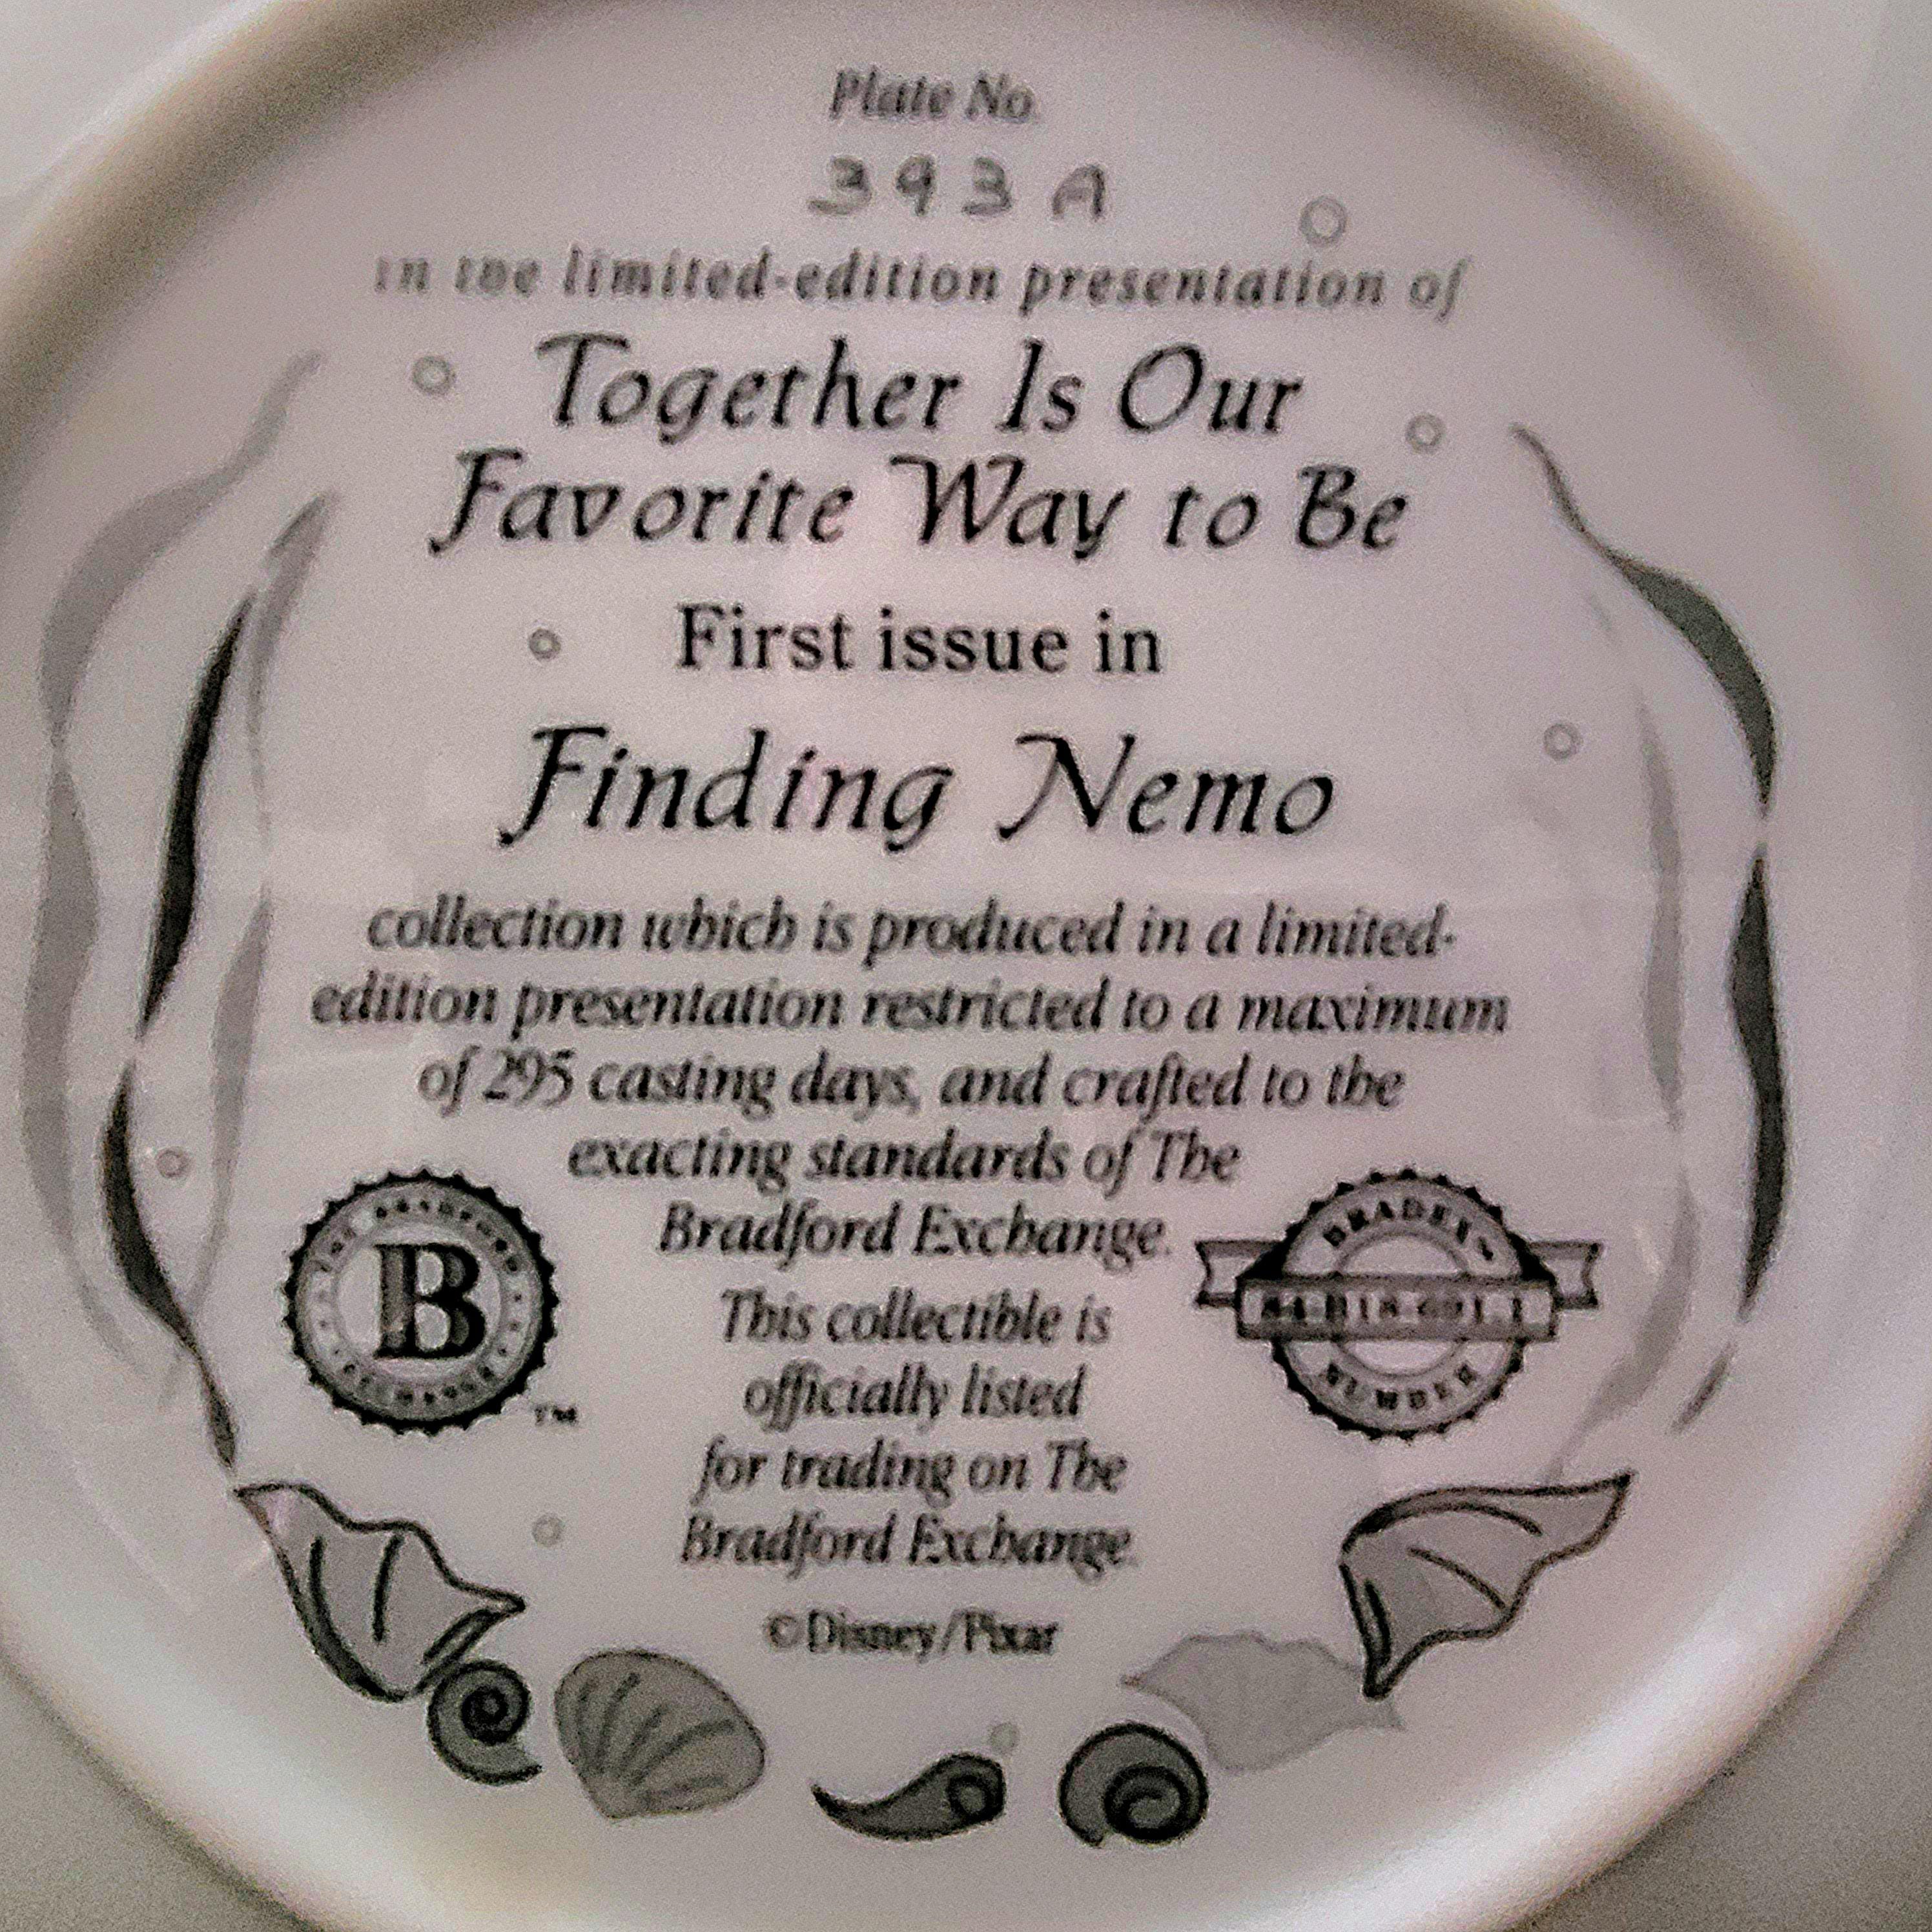 Plate No.
393A
in the limited-edition presentation of
Together Is Our
Favorite Way to Be
First issue in
Finding Nemo
collection which is produced in a limited-
edition presentation restricted to a maximum
of 295 casting days, and crafted to the
exacting standards of The
Bradford Exchange.
B
TM
BRADEX
NUMBER
This collectible is
officially listed
for trading on The
Bradford Exchange.
©Disney/Pixar